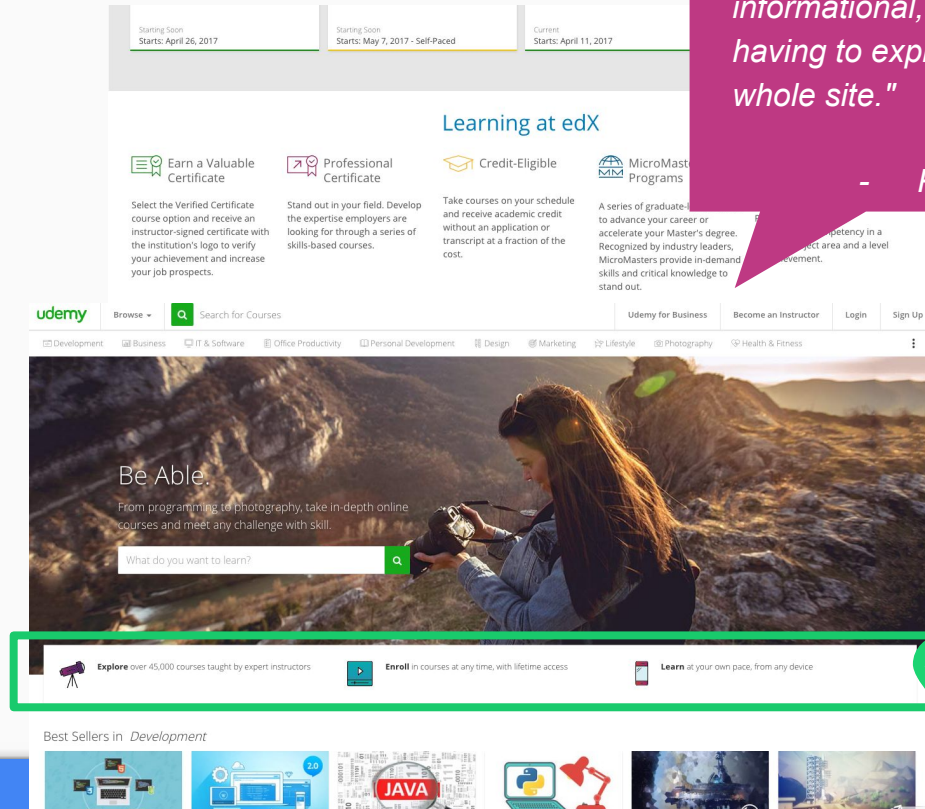 informational,
having to
whole site."
-
Starting Soon
Starts: April 26, 2017
Starting Soon
Starts: May 7, 2017 - Self-Paced
Current
Starts: April 11, 2017
Learning at edX
Earn a Valuable
Certificate
Select the Verified Certificate
course option and receive an
instructor-signed certificate with
the institution's logo to verify
your achievement and increase
your job prospects.
Professional
Certificate
Stand out in your field. Develop
the expertise employers are
looking for through a series of
skills-based courses.
Credit-Eligible
Take courses on your schedule
and receive academic credit
without an application or
transcript at a fraction of the
cost.
Programs
A series of
to advance your career or
accelerate your Master's degree.
Recognized by industry leaders,
MicroMasters provide in-demand
skills and critical knowledge to
stand out.
in a
area and a level
udemy
Browse
Search for Courses
Udemy for Business
Become an Instructor
Login
Sign Up
Development
Business
IT & Software
Office Productivity
Personal Development
Design
Marketing
Lifestyle
Photography
Health & Fitness
Be Able.
From programming to photography, take in-depth online
courses and meet any challenge with skill.
What do you want to learn?
Explore over 45,000 courses taught by expert instructors
Enroll in courses at any time, with lifetime access
Learn at your own pace, from any device
Best Sellers in Development
2.0
JAVA